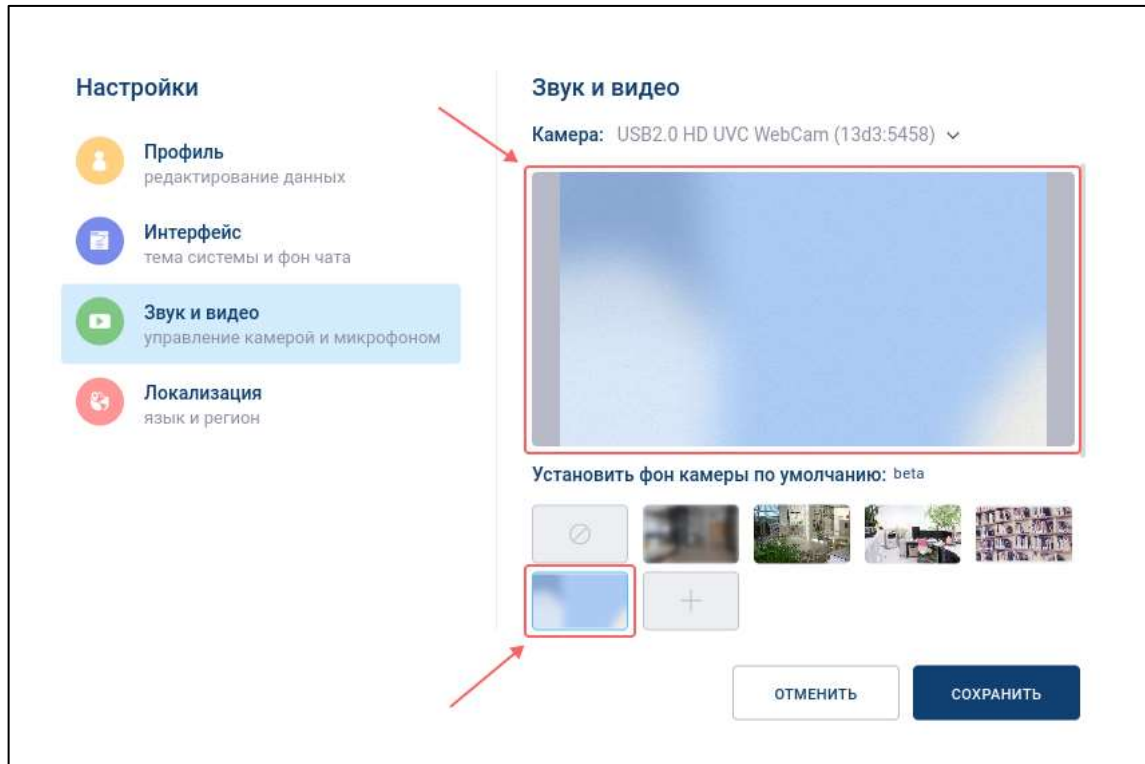 Настройки
Профиль
редактирование данных
Интерфейс
тема системы и фон чата
Звук и видео
управление камерой и микрофоном
Локализация
язык и регион
Звук и видео
Камера: USB2.0 HD UVC WebCam (13d3:5458)
Установить фон камеры по умолчанию: beta
ОТМЕНИТЬ
СОХРАНИТЬ